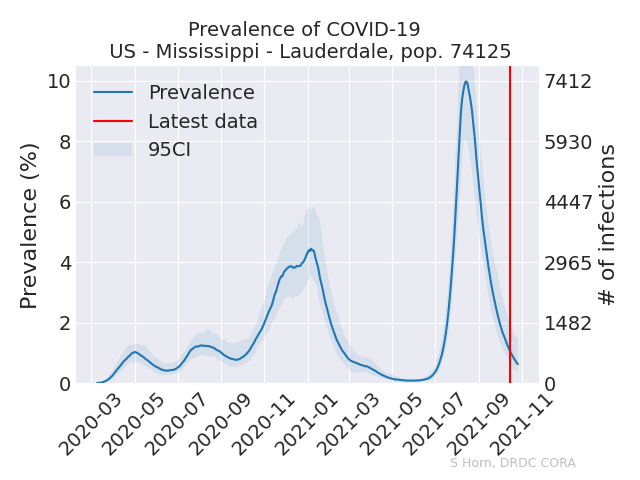 Prevalence of COVID-19
US - Mississippi - Lauderdale, pop. 74125
Prevalence
Latest data
95CI
Prevalence (%)
10
8
6
4
2
0
7412
5930
4447
2965
1482
0
# of infections
2020-03
2020-05
2020-07
2020-09
2020-11
2021-01
2021-03
2021-05
2021-07
2021-09
2021-11
S Horn, DRDC CORA